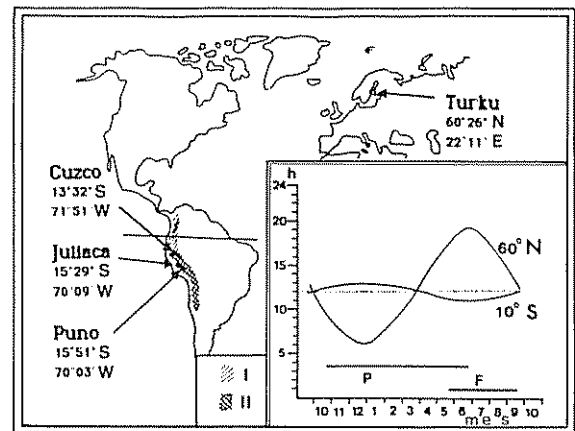 Turku
60°26' N
22°11' E
Cuzco
13°32' S
71°51' W
Juliaca
15°29' S
70°09' W
Puno
15°51' S
70°03' W
I
II
h
24
20
15
10
5
60° N
10° S
P
F
10 11 12 1 2 3 4 5 6 7 8 9 10
me s